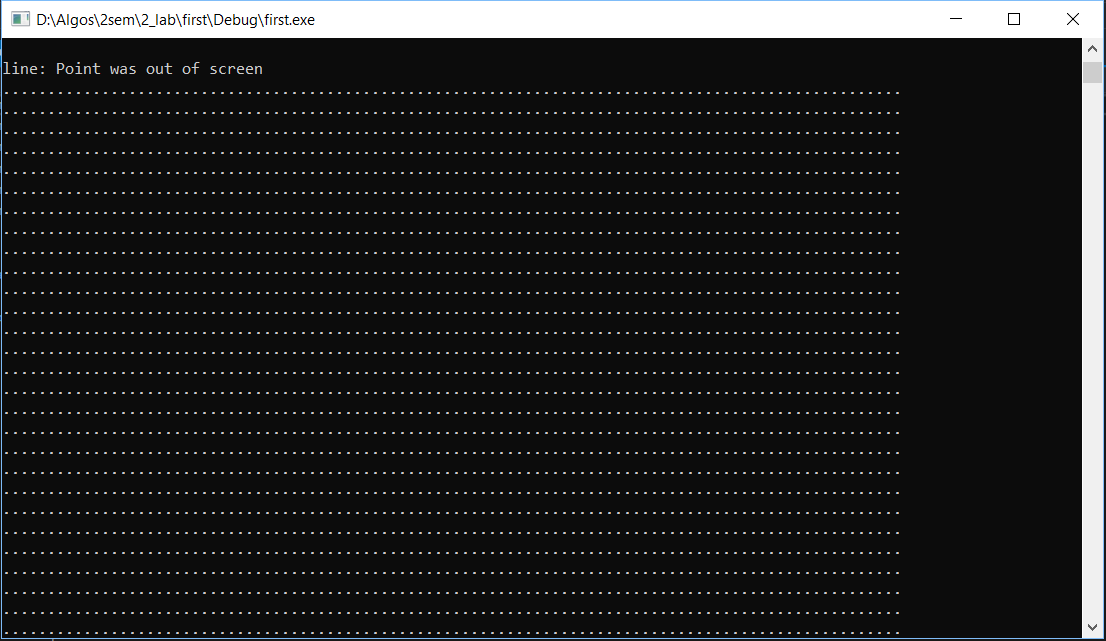 D:\Algos\2sem\2_lab\first\Debug\first.exe
line: Point was out of screen